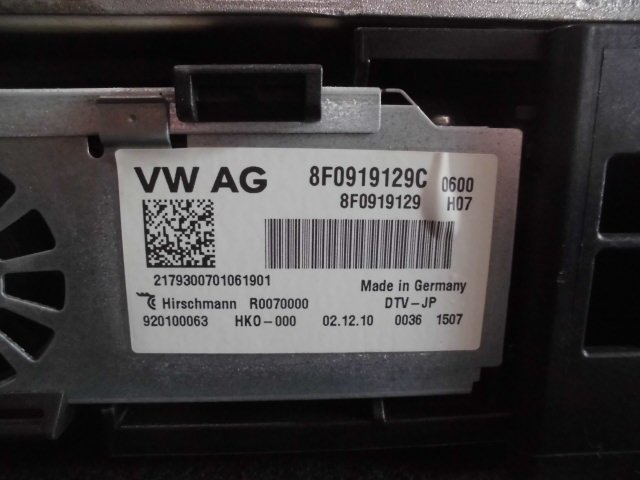 VW AG 8F0919129C 0600
8F0919129 H07
2179300701061901
Made in Germany
Hirschmann R0070000 DTV-JP
920100063 HKO-000 02.12.10 0036 1507